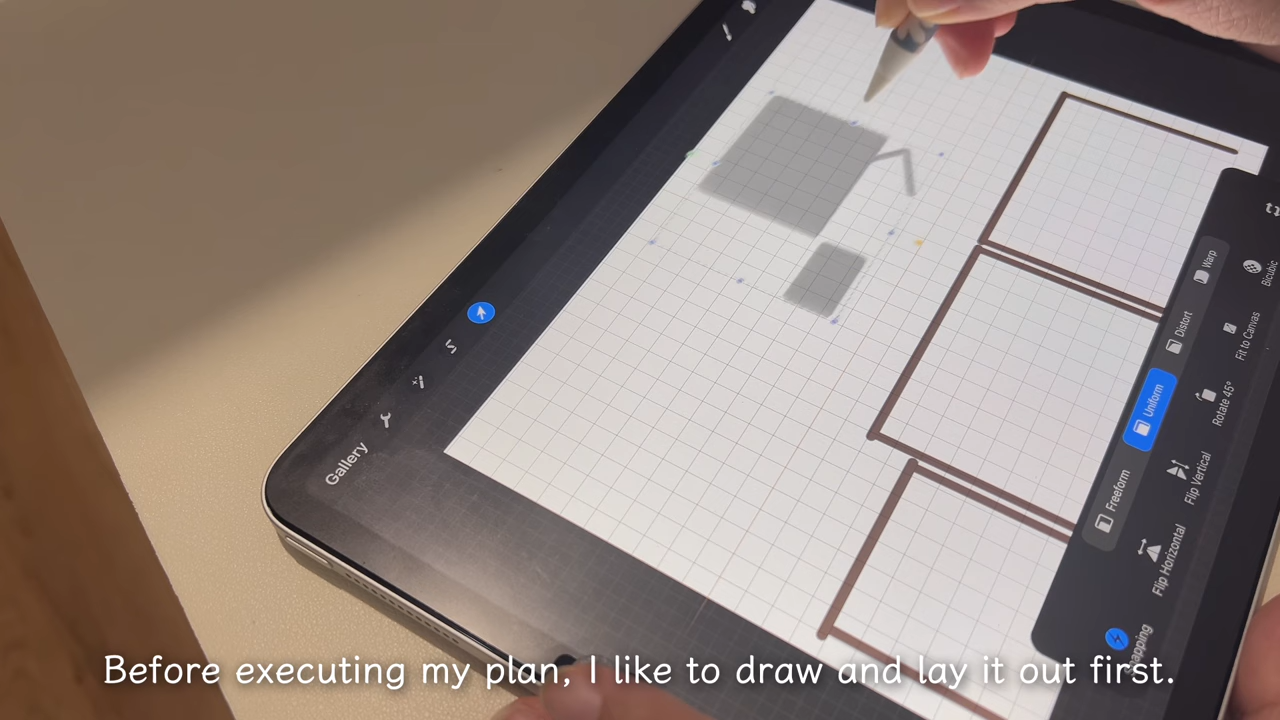 Gallery
Freeform
Uniform
Distort
Warp
Flip Horizontal
Flip Vertical
Rotate 45°
Fit to Canvas
Bicubic
Before executing my plan, I like to draw and lay it out first.